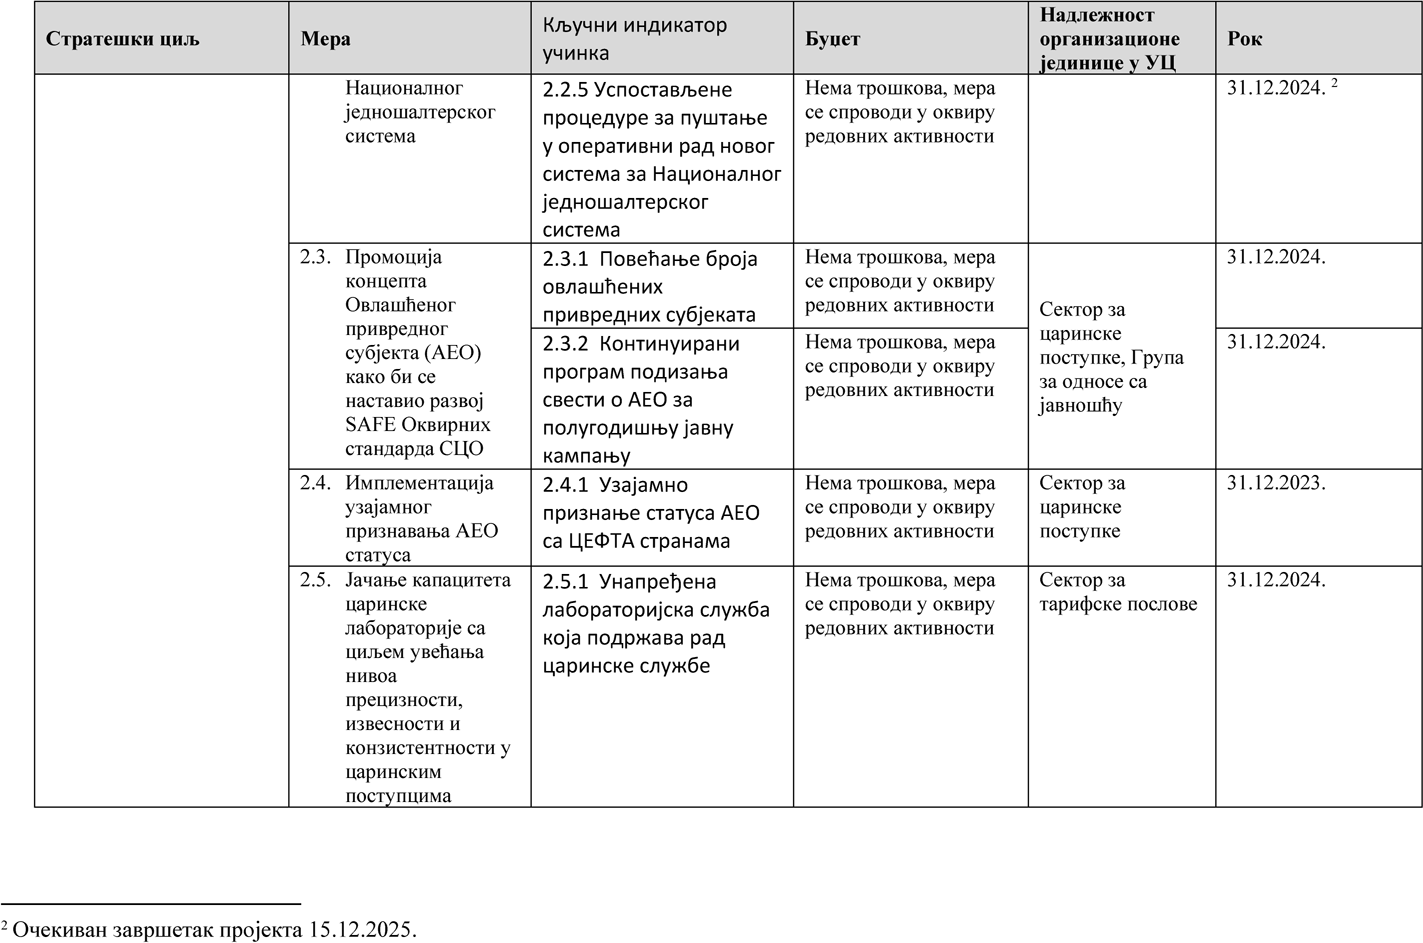 Стратешки циљ
Мера
Кључни индикатор
учинка
Буџет
Надлежност
организационе
јединице у УЦ
Рок
Националног
једношалтерског
система
2.2.5 Успостављене
процедуре за пуштање
у оперативни рад новог
система за Националног
једношалтерског
система
Нема трошкова, мера
се спроводи у оквиру
редовних активности
31.12.2024. 2
2.3. Промоција
концепта
Овлашћеног
привредног
субјекта (АЕО)
како би се
наставио развој
SAFE Оквирних
стандарда СЦО
2.3.1 Повећање броја
овлашћених
привредних субјеката
Нема трошкова, мера
се спроводи у оквиру
редовних активности
Сектор за
царинске
поступке, Група
за односе са
јавношћу
31.12.2024.
2.3.2 Континуирани
програм подизања
свести о АЕО за
полугодишњу јавну
кампању
Нема трошкова, мера
се спроводи у оквиру
редовних активности
31.12.2024.
2.4. Имплементација
узајамног
признавања АЕО
статуса
2.4.1 Узајамно
признање статуса АЕО
са ЦЕФТА странама
Нема трошкова, мера
се спроводи у оквиру
редовних активности
Сектор за
царинске
поступке
31.12.2023.
2.5. Јачање капацитета
царинске
лабораторије са
циљем увећања
нивоа
прецизности,
извесности и
конзистентности у
царинским
поступцима
2.5.1 Унапређена
лабораторијска служба
која подржава рад
царинске службе
Нема трошкова, мера
се спроводи у оквиру
редовних активности
Сектор за
тарифске послове
31.12.2024.
2 Очекиван завршетак пројекта 15.12.2025.